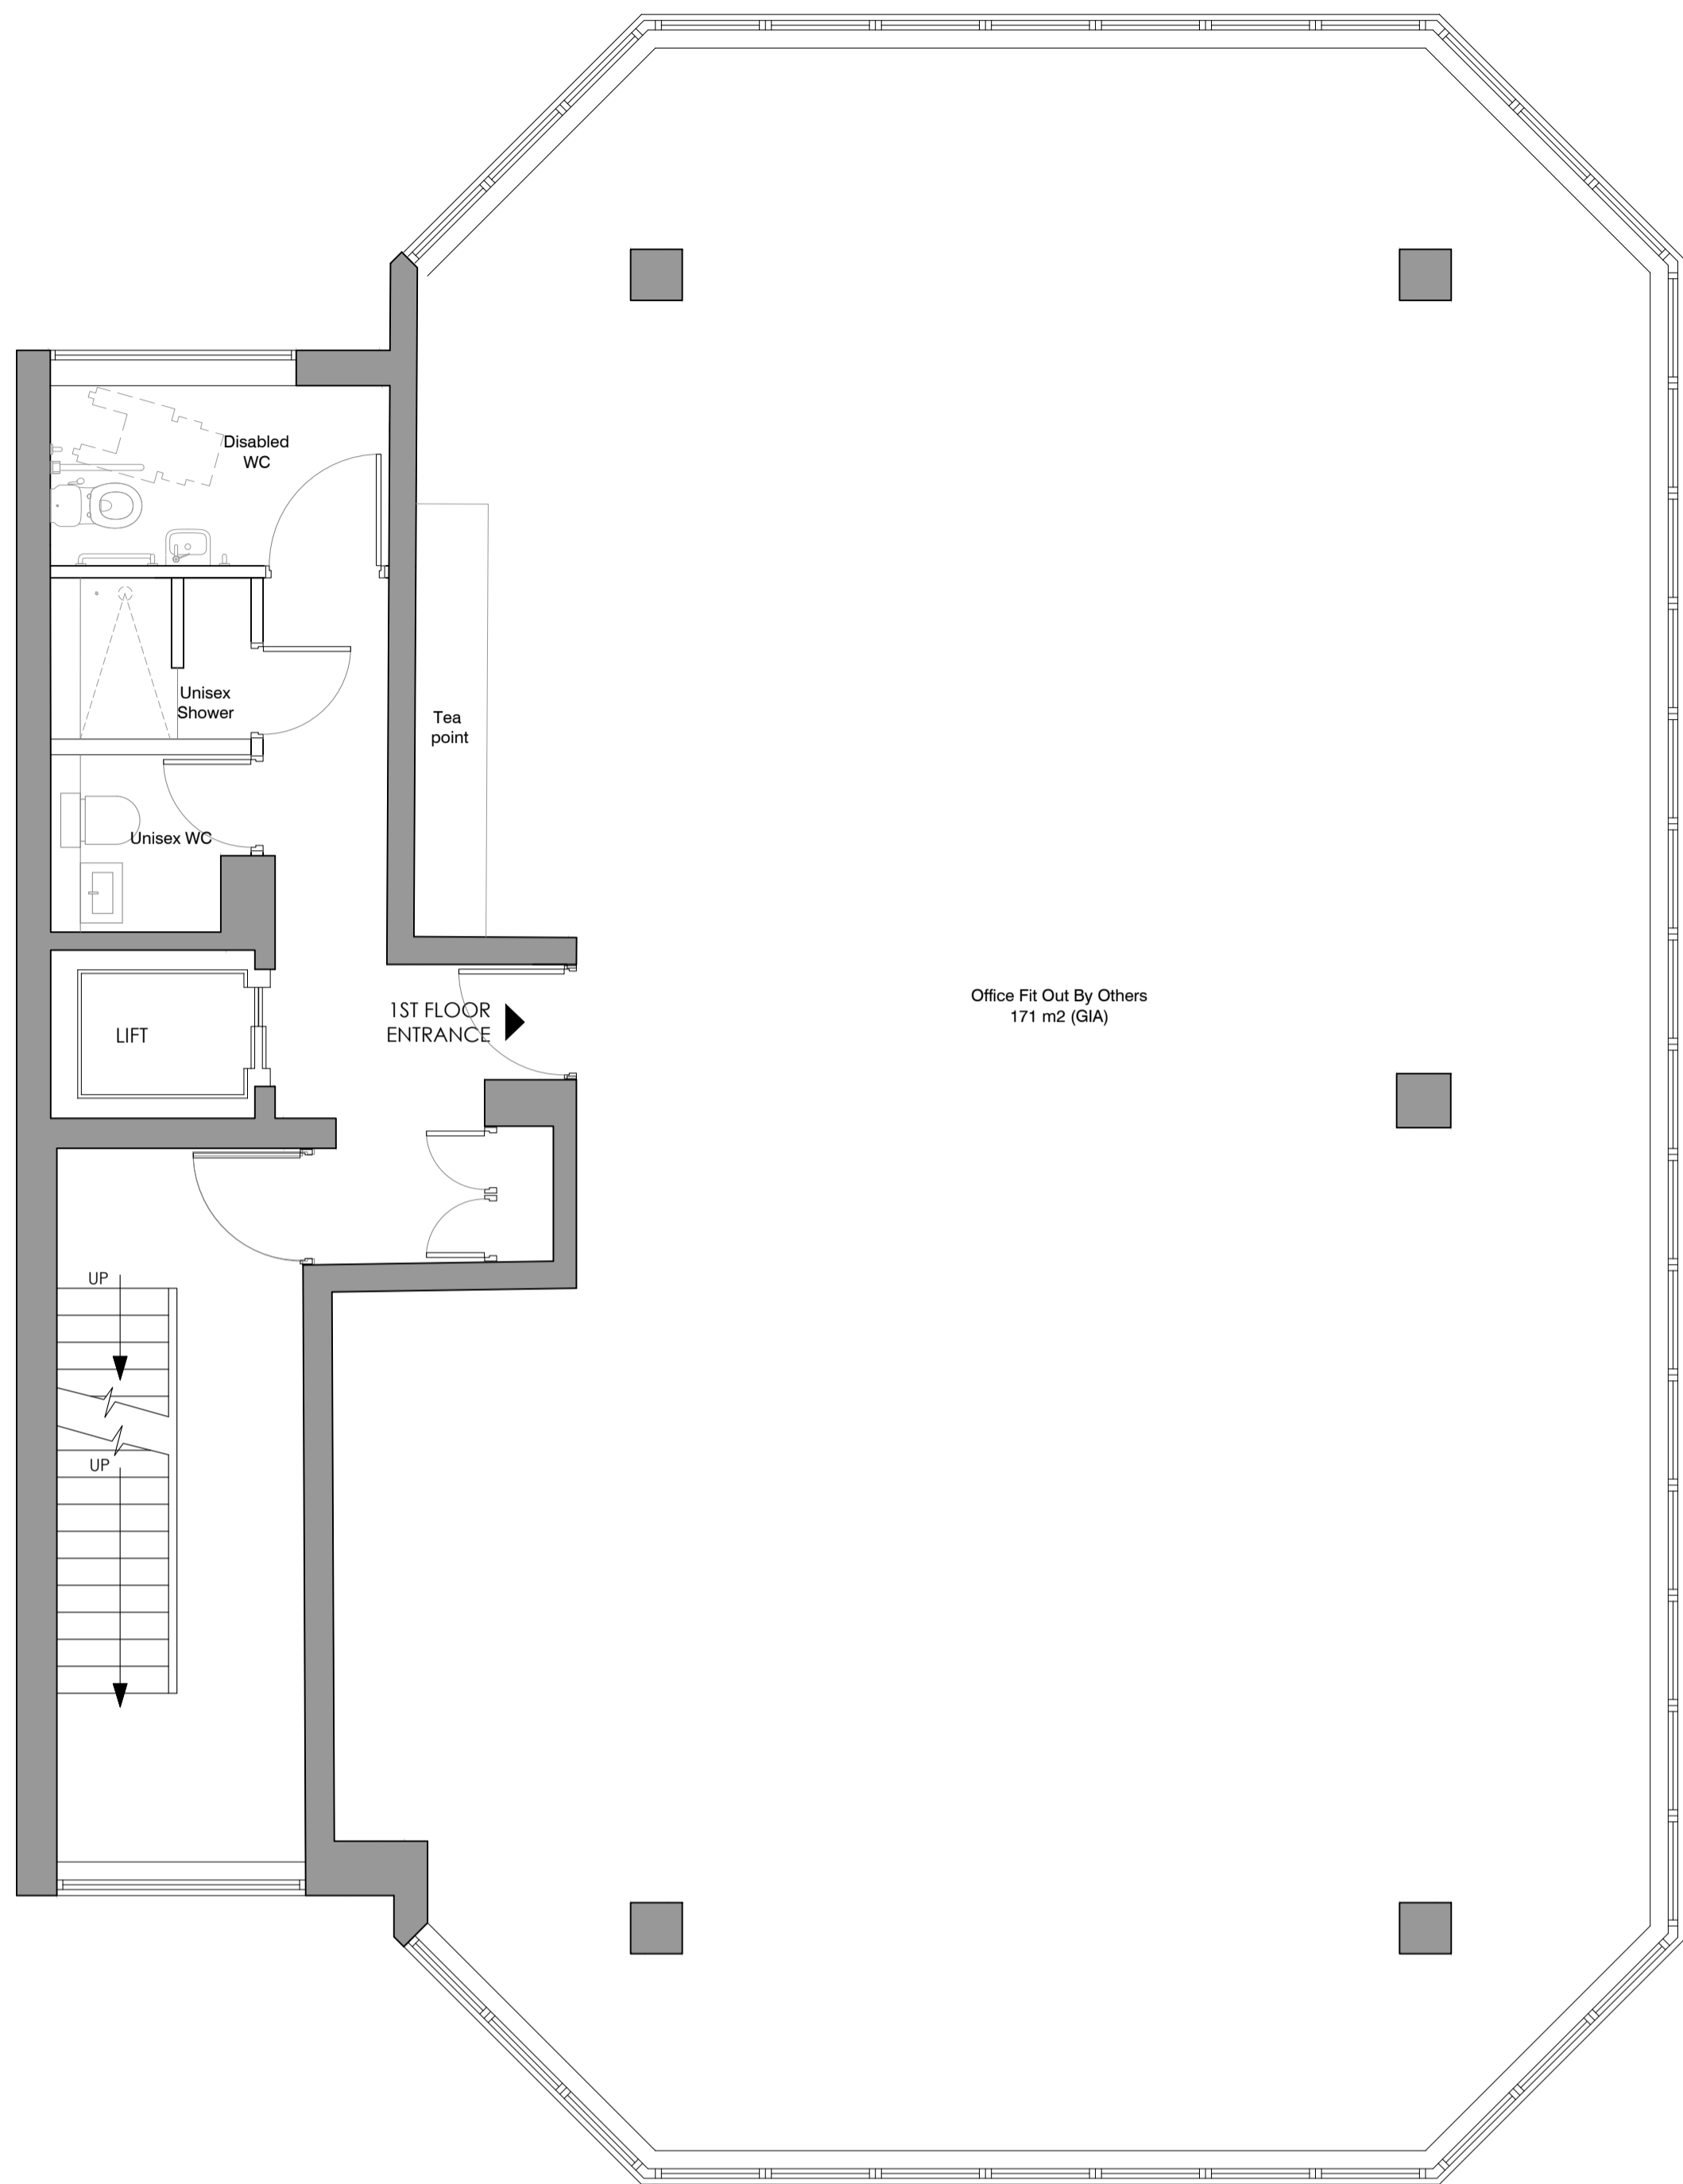 Disabled
WC
Unisex
Shower
Tea
point
Unisex WC
1ST FLOOR
ENTRANCE
Office Fit Out By Others
171 m2 (GIA)
LIFT
UP
UP